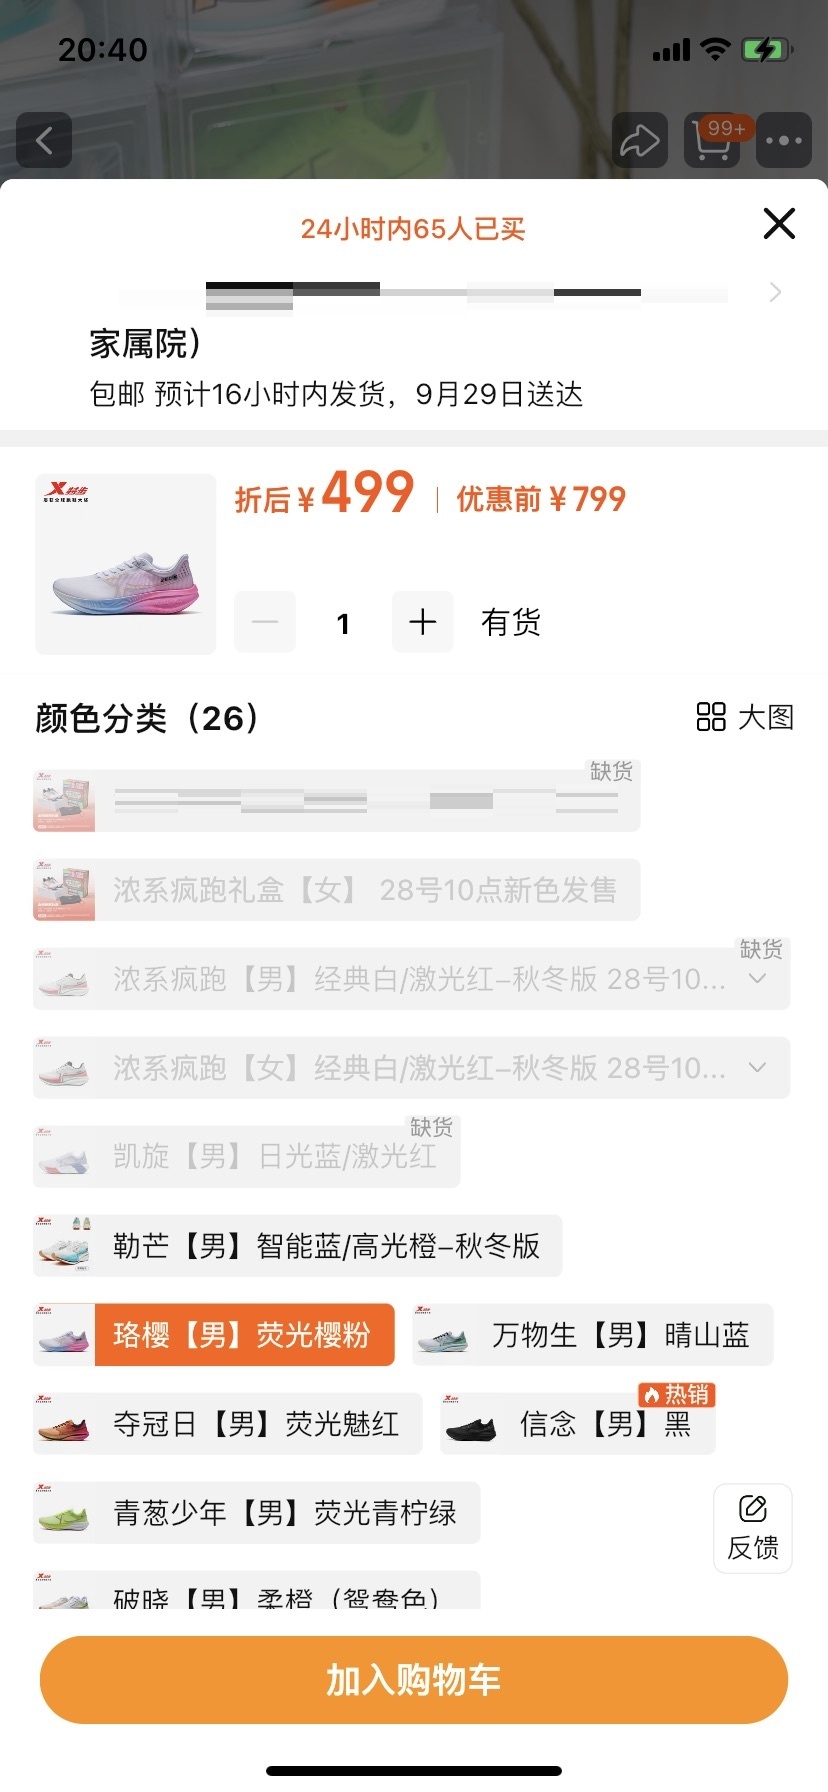 20:40
99+
24小时内65人已买
家属院）
包邮 预计16小时内发货，9月29日送达
特步
折后￥499 优惠前￥799
1 有货
颜色分类（26） 大图
缺货
浓系疯跑礼盒【女】 28号10点新色发售
缺货
浓系疯跑【男】经典白/激光红-秋冬版 28号10...
浓系疯跑【女】经典白/激光红-秋冬版 28号10...
缺货
凯旋【男】日光蓝/激光红
勒芒【男】智能蓝/高光橙-秋冬版
珞樱【男】荧光樱粉 万物生【男】晴山蓝
热销
夺冠日【男】荧光魅红 信念【男】黑
青葱少年【男】荧光青柠绿
反馈
破晓【男】柔橙（鸳鸯色）
加入购物车